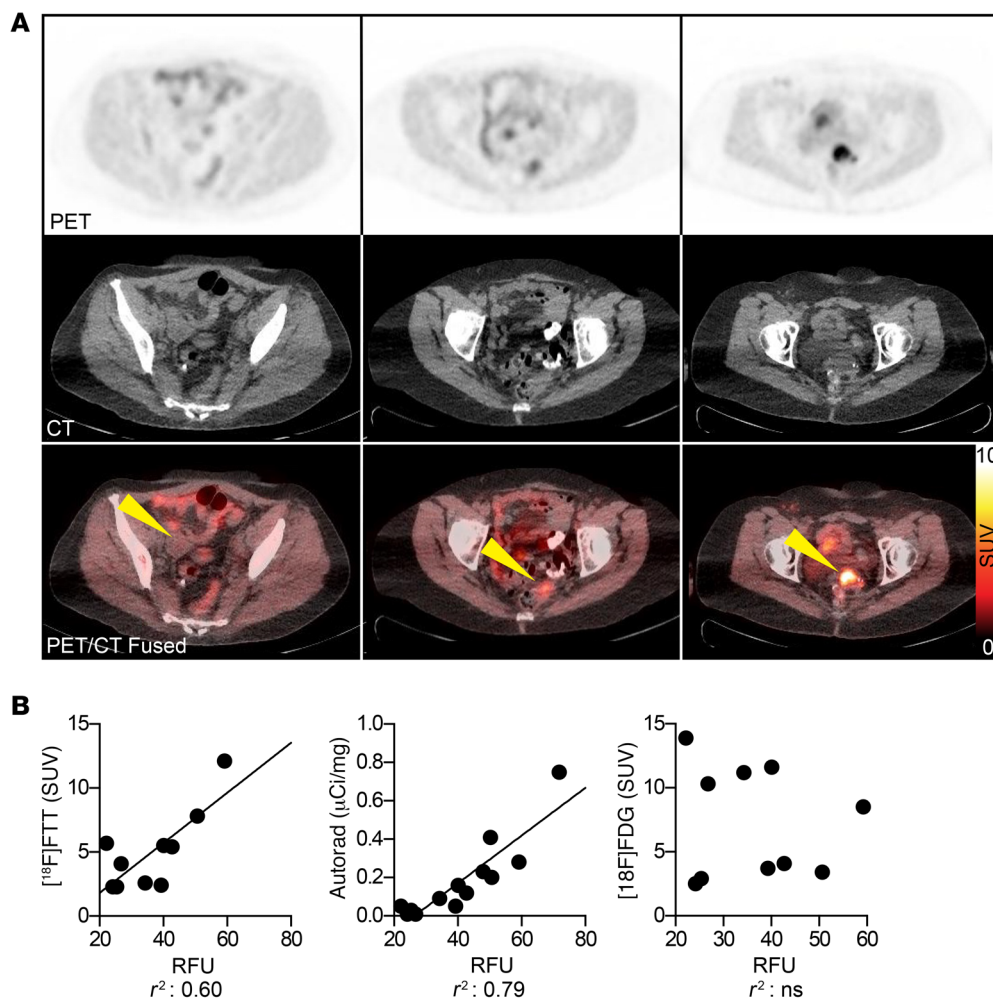 A
PET
CT
PET/CT Fused
10
SUV
0
B
[¹⁸F]FTT (SUV)
15
10
5
0
20 40 60 80
RFU
r² : 0.60
Autorad (μCi/mg)
1.0
0.8
0.6
0.4
0.2
0.0
20 40 60 80
RFU
r² : 0.79
[18F]FDG (SUV)
15
10
5
0
20 30 40 50 60
RFU
r² : ns